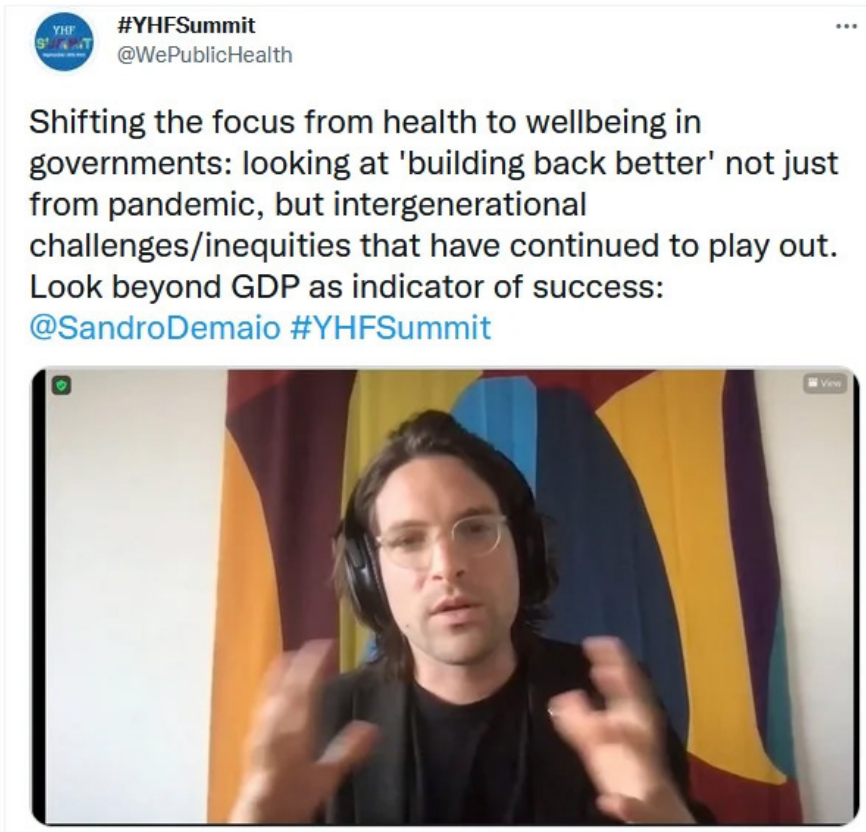 YHF
SUMMIT
#YHFSummit
@WePublicHealth
Shifting the focus from health to wellbeing in
governments: looking at 'building back better' not just
from pandemic, but intergenerational
challenges/inequities that have continued to play out.
Look beyond GDP as indicator of success:
@SandroDemaio #YHFSummit
View